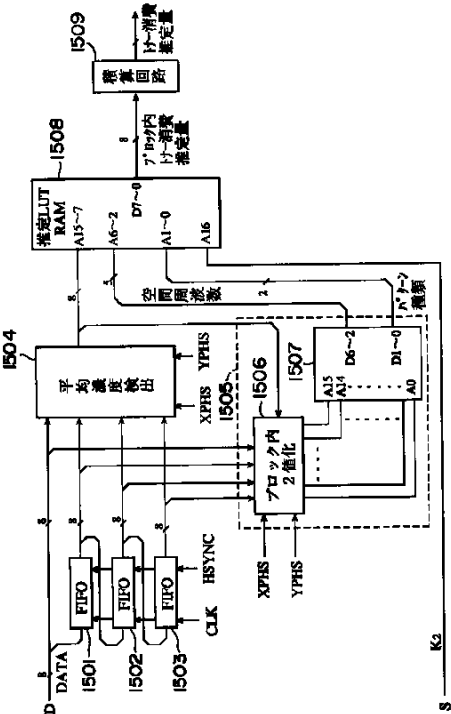 D
8
DATA
FIFO
1501
FIFO
1502
FIFO
1503
CLK
HSYNC
8
8
8
8
1504
平均濃度
検出
XPHS
YPHS
8
1505
1506
ブロック内
2値化
XPHS
YPHS
1507
A15
A14
A0
D6~2
D1~0
空間周波数
5
2
パターン
種類
1508
推定LUT
RAM
A15~7
A6~2
D7~0
A1~0
A16
8
ブロック内
トナー消費
推定量
1509
積算回路
トナー消費
推定量
S
K2